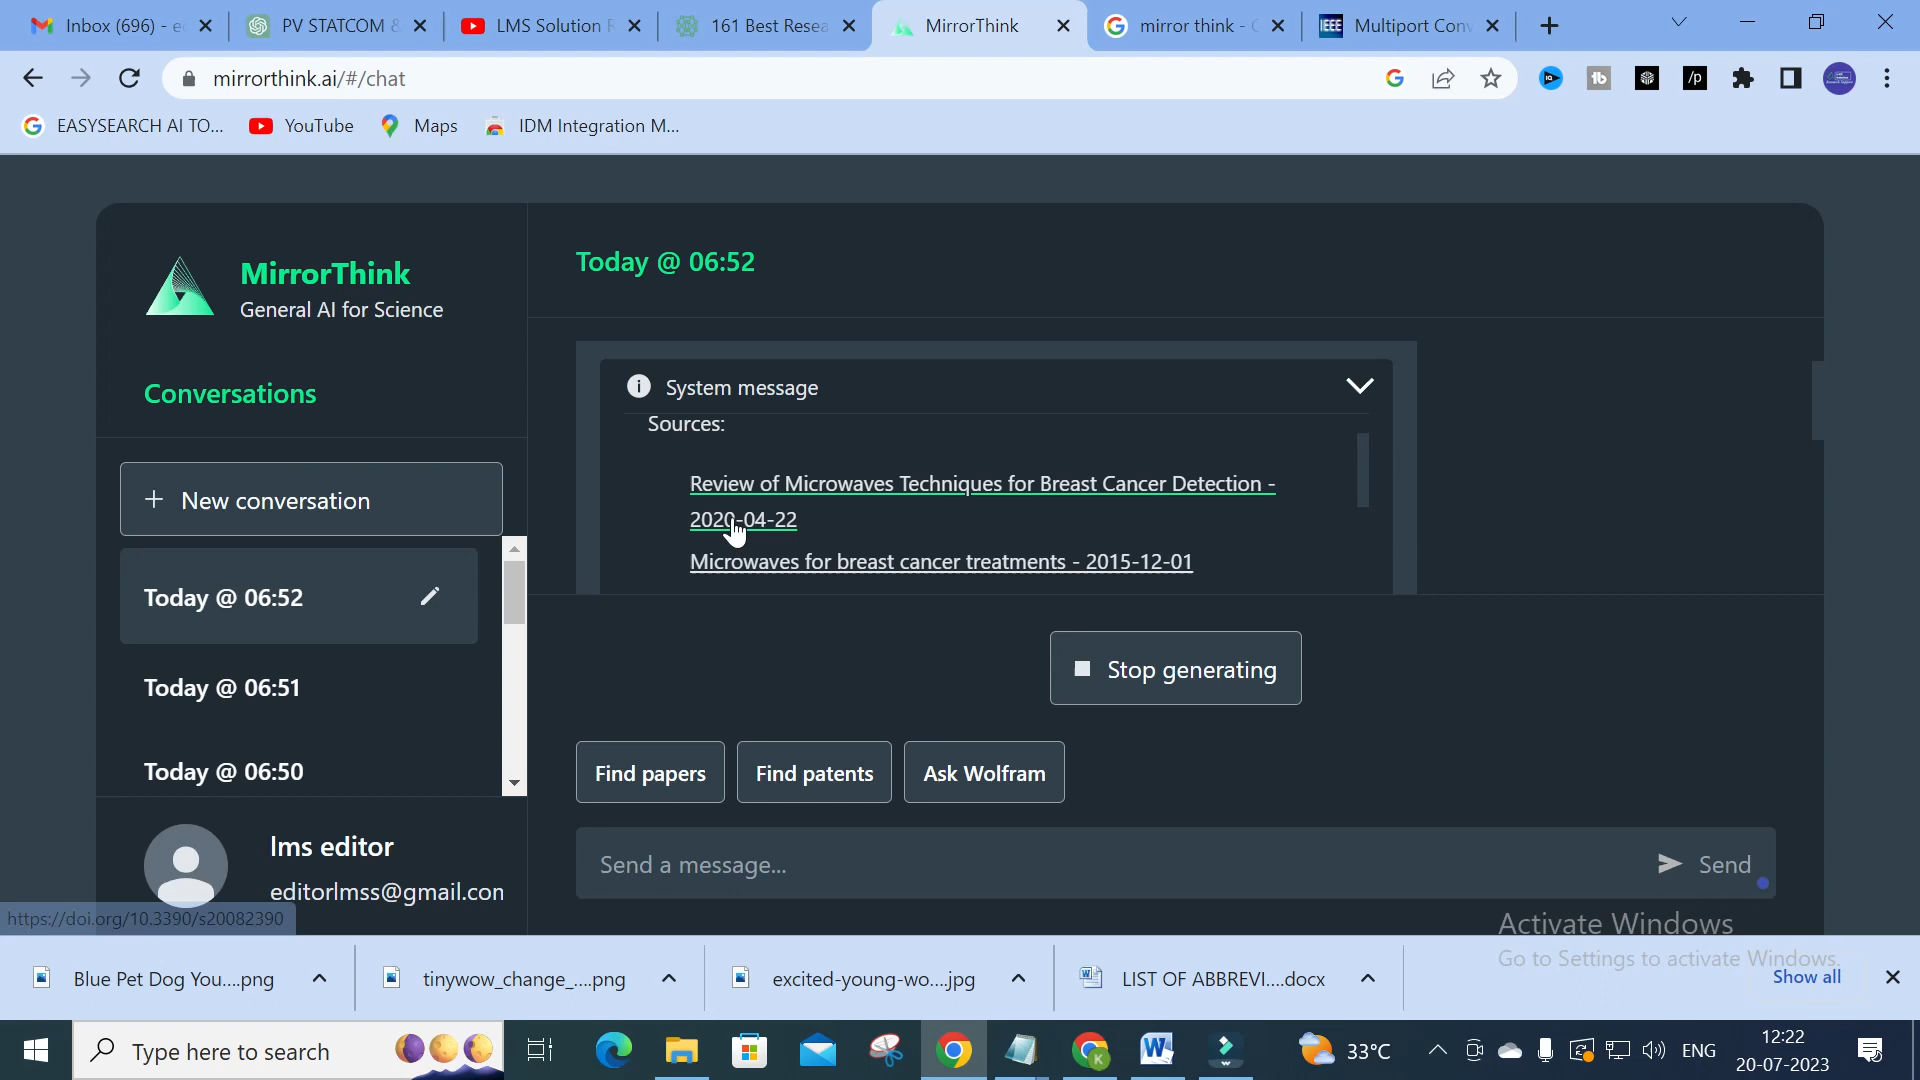 Inbox (696) - e
PV STATCOM &
LMS Solution R
161 Best Resea
MirrorThink
mirror think - G
IEEE
Multiport Conv
mirrorthink.ai/#/chat
EASYSEARCH AI TO...
YouTube
Maps
IDM Integration M...
MirrorThink
General AI for Science
Today @ 06:52
Conversations
System message
Sources:
+ New conversation
Review of Microwaves Techniques for Breast Cancer Detection -
2020-04-22
Microwaves for breast cancer treatments - 2015-12-01
Today @ 06:52
Today @ 06:51
Today @ 06:50
Stop generating
Find papers
Find patents
Ask Wolfram
lms editor
editorlmss@gmail.con
Send a message...
Send
https://doi.org/10.3390/s20082390
Activate Windows
Go to Settings to activate Windows.
Blue Pet Dog You....png
tinywow_change_....png
excited-young-wo....jpg
LIST OF ABBREVI....docx
Show all
Type here to search
33°C
ENG
12:22
20-07-2023